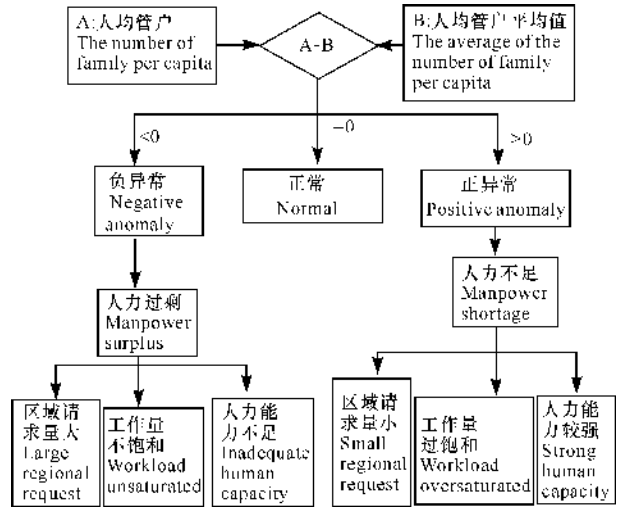 A:人均管户
The number of
family per capita
A-B
B:人均管户平均值
The average of the
number of family
per capita
<0
=0
>0
负异常
Negative
anomaly
正常
Normal
正异常
Positive anomaly
人力过剩
Manpower
surplus
人力不足
Manpower
shortage
区域请
求量大
Large
regional
request
工作量
不饱和
Workload
unsaturated
人力能
力不足
Inadequate
human
capacity
区域请
求量小
Small
regional
request
工作量
过饱和
Workload
oversaturated
人力能
力较强
Strong
human
capacity